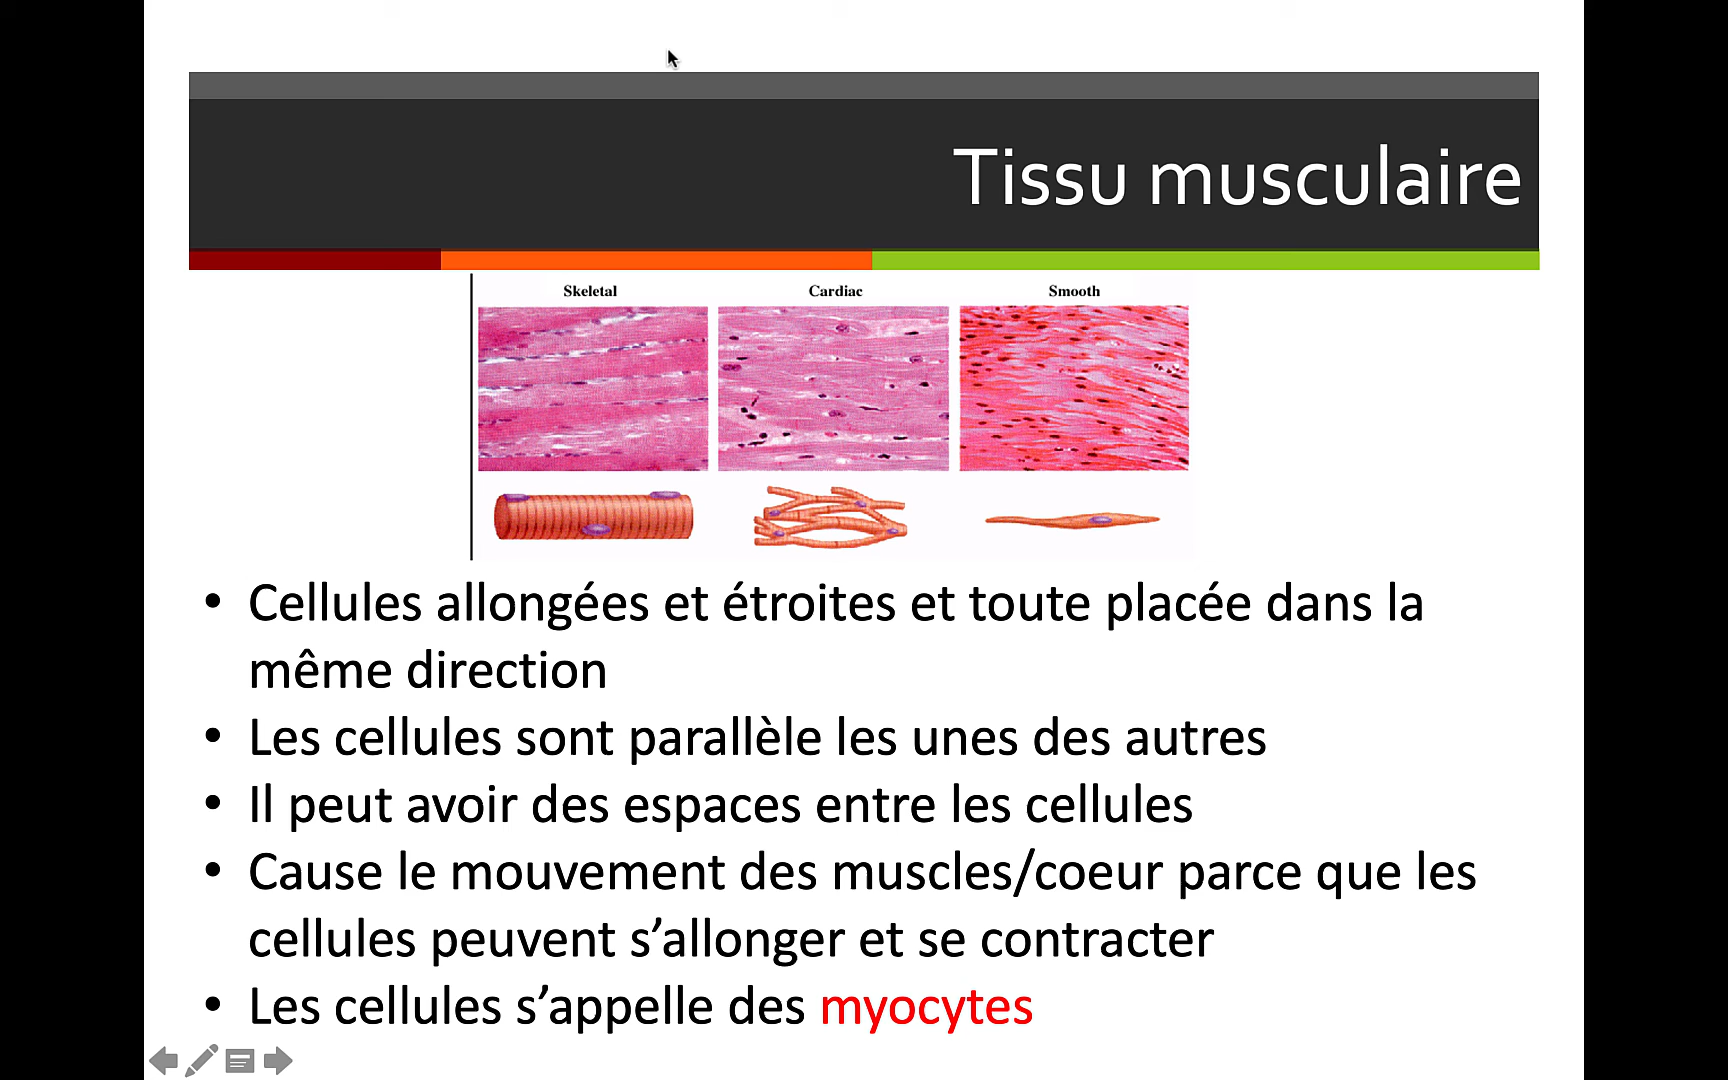 Tissu musculaire
Skeletal Cardiac Smooth
• Cellules allongées et étroites et toute placée dans la
même direction
• Les cellules sont parallèle les unes des autres
• Il peut avoir des espaces entre les cellules
• Cause le mouvement des muscles/coeur parce que les
cellules peuvent s’allonger et se contracter
• Les cellules s’appelle des myocytes